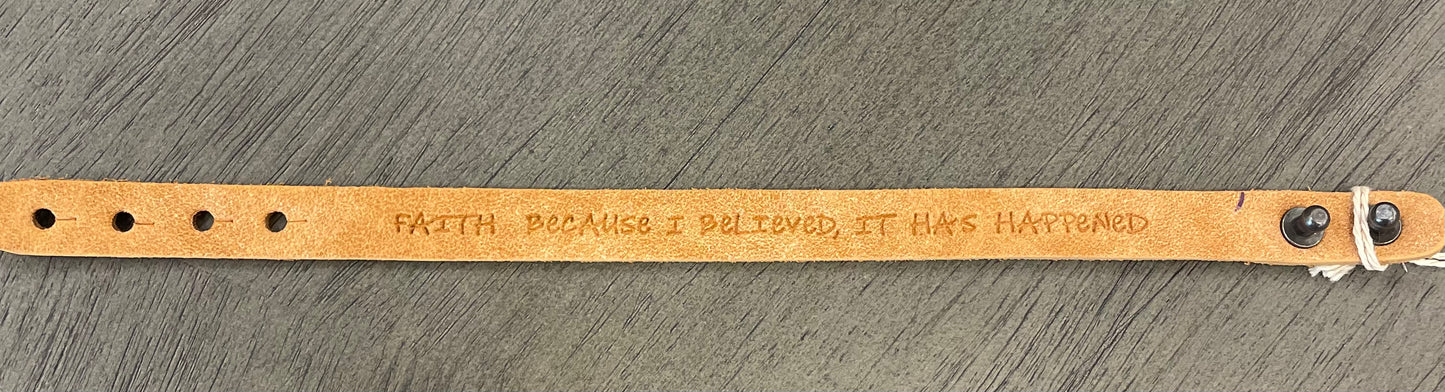 FAITH BECAUSE I BELIEVED, IT HAS HAPPENED